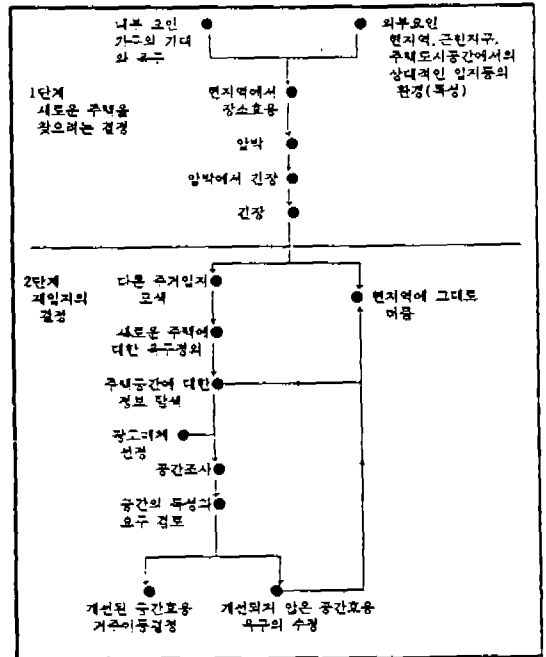 내부 요인
가구의 기대
와 욕구
외부요인
현지역, 근린지구,
주택도시공간에서의
상대적인 입지등의
환경(특성)
1단계
새로운 주택을
찾으려는 결정
현지역에서
장소효용
압박
압박에서 긴장
긴장
2단계
재입지의
결정
다른 주거입지
모색
현지역에 그대로
머뭄
새로운 주택에
대한 욕구정의
주택공간에 대한
정보 탐색
광고매체
선정
공간조사
공간의 특성과
요구 검토
개선된 공간효용
거주이동결정
개선되지 않은 공간효용
욕구의 수정